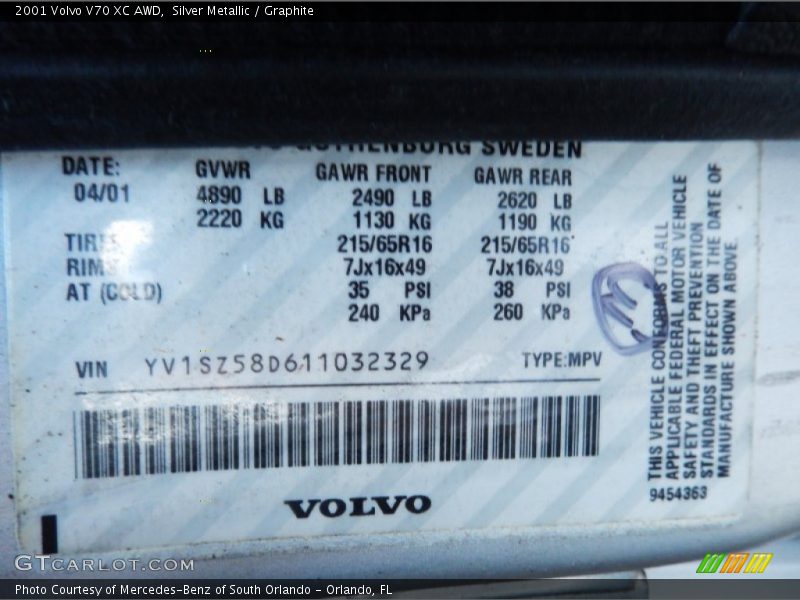 2001 Volvo V70 XC AWD, Silver Metallic / Graphite
GOTHENBURG SWEDEN
DATE: GVWR GAWR FRONT GAWR REAR
04/01 4890 LB 2490 LB 2620 LB
2220 KG 1130 KG 1190 KG
TIRES 215/65R16 215/65R16
RIMS 7Jx16x49 7Jx16x49
AT (COLD) 35 PSI 38 PSI
240 KPa 260 KPa
VIN YV1SZ58D611032329 TYPE:MPV
THIS VEHICLE CONFORMS TO ALL
APPLICABLE FEDERAL MOTOR VEHICLE
SAFETY AND THEFT PREVENTION
STANDARDS IN EFFECT ON THE DATE OF
MANUFACTURE SHOWN ABOVE
9454363
VOLVO
GTCARLOT.COM
Photo Courtesy of Mercedes-Benz of South Orlando - Orlando, FL